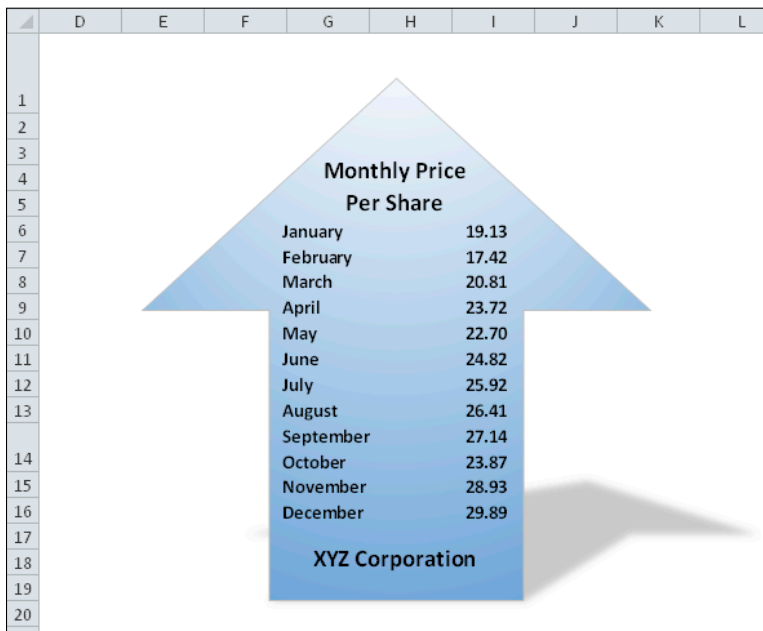 D E F G H I J K L
1
2
3
4 Monthly Price
5 Per Share
6 January 19.13
7 February 17.42
8 March 20.81
9 April 23.72
10 May 22.70
11 June 24.82
12 July 25.92
13 August 26.41
September 27.14
14 October 23.87
15 November 28.93
16 December 29.89
17
18 XYZ Corporation
19
20